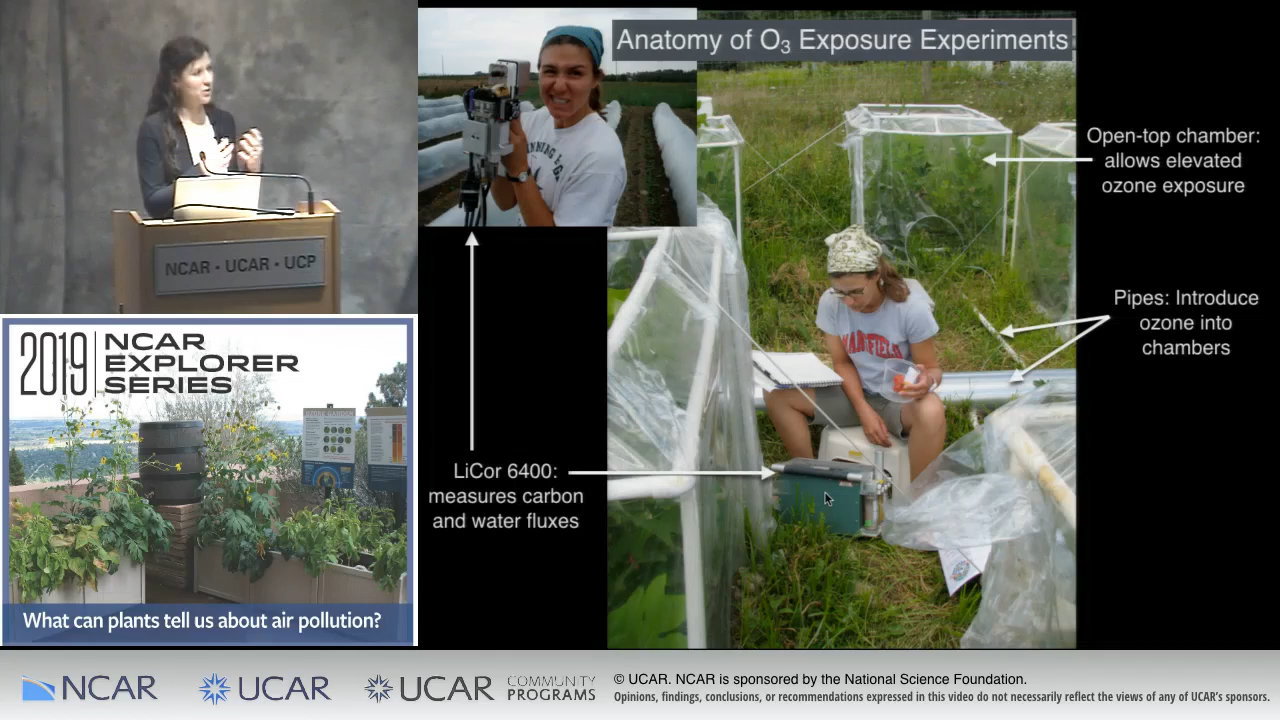 Anatomy of O₃ Exposure Experiments
Open-top chamber:
allows elevated
ozone exposure
Pipes: Introduce
ozone into
chambers
LiCor 6400:
measures carbon
and water fluxes
NCAR · UCAR · UCP
2019 NCAR
EXPLORER
SERIES
What can plants tell us about air pollution?
NCAR
UCAR
UCAR
COMMUNITY
PROGRAMS
© UCAR. NCAR is sponsored by the National Science Foundation.
Opinions, findings, conclusions, or recommendations expressed in this video do not necessarily reflect the views of any of UCAR's sponsors.